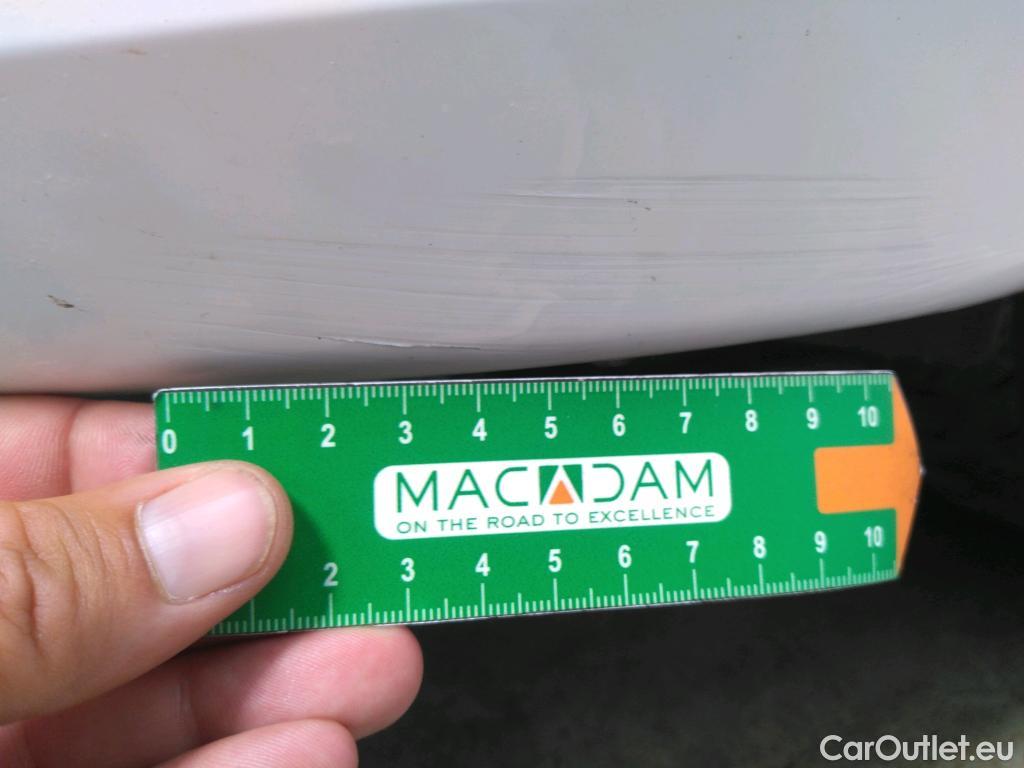 0 1 2 3 4 5 6 7 8 9 10
MACADAM
ON THE ROAD TO EXCELLENCE
2 3 4 5 6 7 8 9 10
CarOutlet.eu